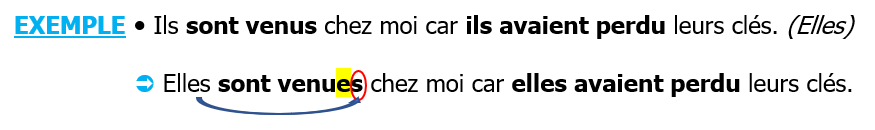 EXEMPLE • Ils sont venus chez moi car ils avaient perdu leurs clés. (Elles)
➲ Elles sont venues chez moi car elles avaient perdu leurs clés.